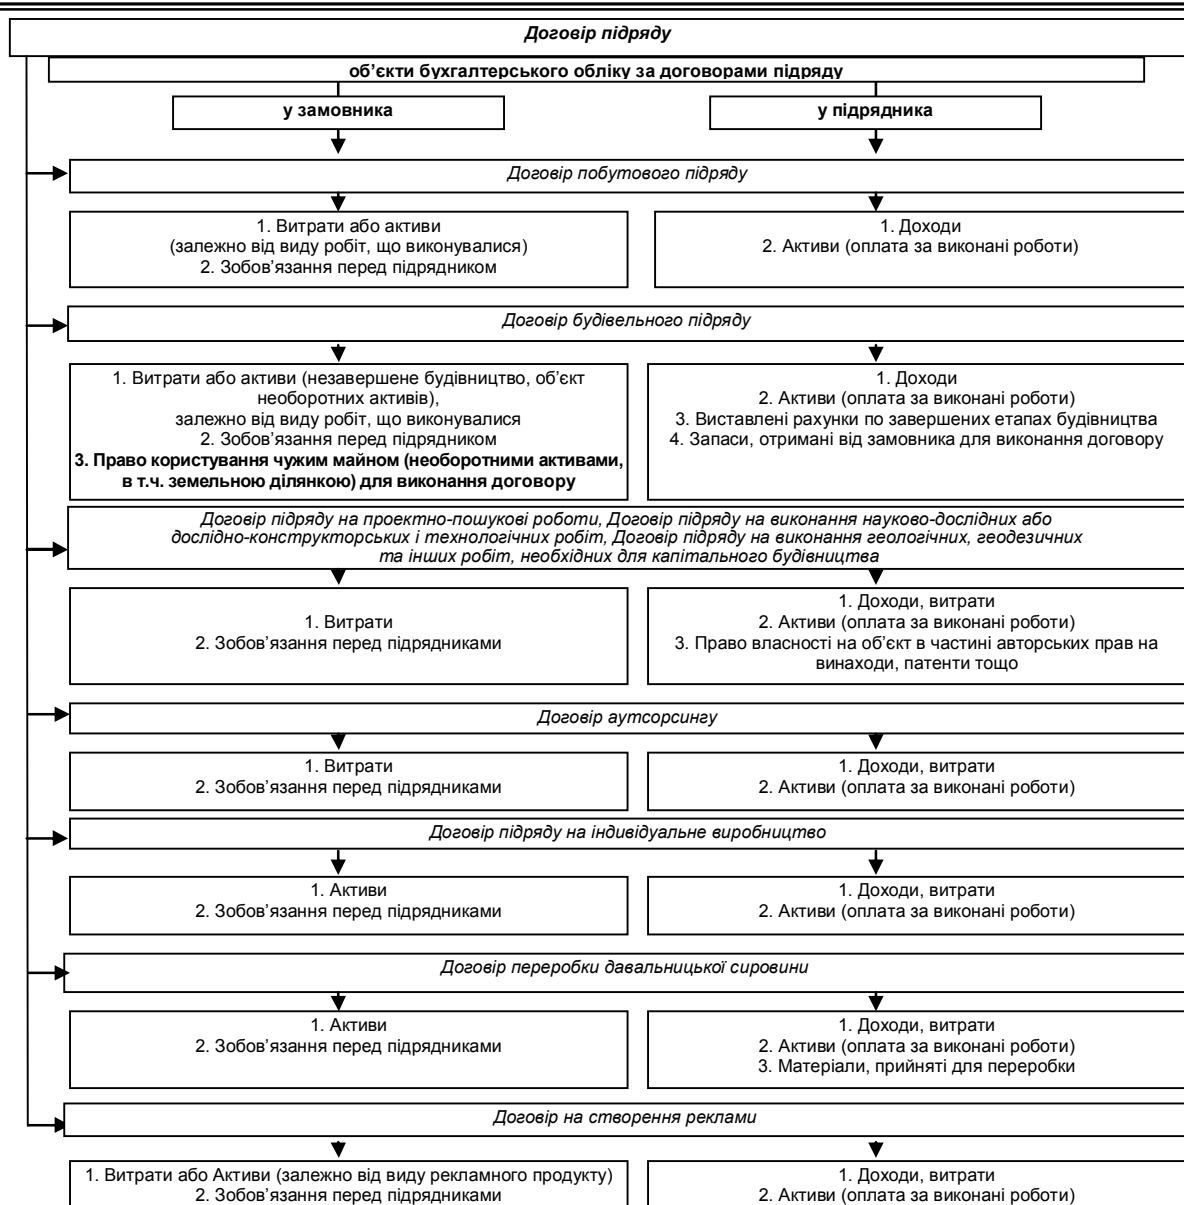 Договір підряду
об’єкти бухгалтерського обліку за договорами підряду
у замовника
у підрядника
Договір побутового підряду
1. Витрати або активи
(залежно від виду робіт, що виконувалися)
2. Зобов’язання перед підрядником
1. Доходи
2. Активи (оплата за виконані роботи)
Договір будівельного підряду
1. Витрати або активи (незавершене будівництво, об’єкт
необоротних активів),
залежно від виду робіт, що виконувалися
2. Зобов’язання перед підрядником
3. Право користування чужим майном (необоротними активами,
в т.ч. земельною ділянкою) для виконання договору
1. Доходи
2. Активи (оплата за виконані роботи)
3. Виставлені рахунки по завершених етапах будівництва
4. Запаси, отримані від замовника для виконання договору
Договір підряду на проектно-пошукові роботи, Договір підряду на виконання науково-дослідних або
дослідно-конструкторських і технологічних робіт, Договір підряду на виконання геологічних, геодезичних
та інших робіт, необхідних для капітального будівництва
1. Витрати
2. Зобов’язання перед підрядниками
1. Доходи, витрати
2. Активи (оплата за виконані роботи)
3. Право власності на об’єкт в частині авторських прав на
винаходи, патенти тощо
Договір аутсорсингу
1. Витрати
2. Зобов’язання перед підрядниками
1. Доходи, витрати
2. Активи (оплата за виконані роботи)
Договір підряду на індивідуальне виробництво
1. Активи
2. Зобов’язання перед підрядниками
1. Доходи, витрати
2. Активи (оплата за виконані роботи)
Договір переробки давальницької сировини
1. Активи
2. Зобов’язання перед підрядниками
1. Доходи, витрати
2. Активи (оплата за виконані роботи)
3. Матеріали, прийняті для переробки
Договір на створення реклами
1. Витрати або Активи (залежно від виду рекламного продукту)
2. Зобов’язання перед підрядниками
1. Доходи, витрати
2. Активи (оплата за виконані роботи)